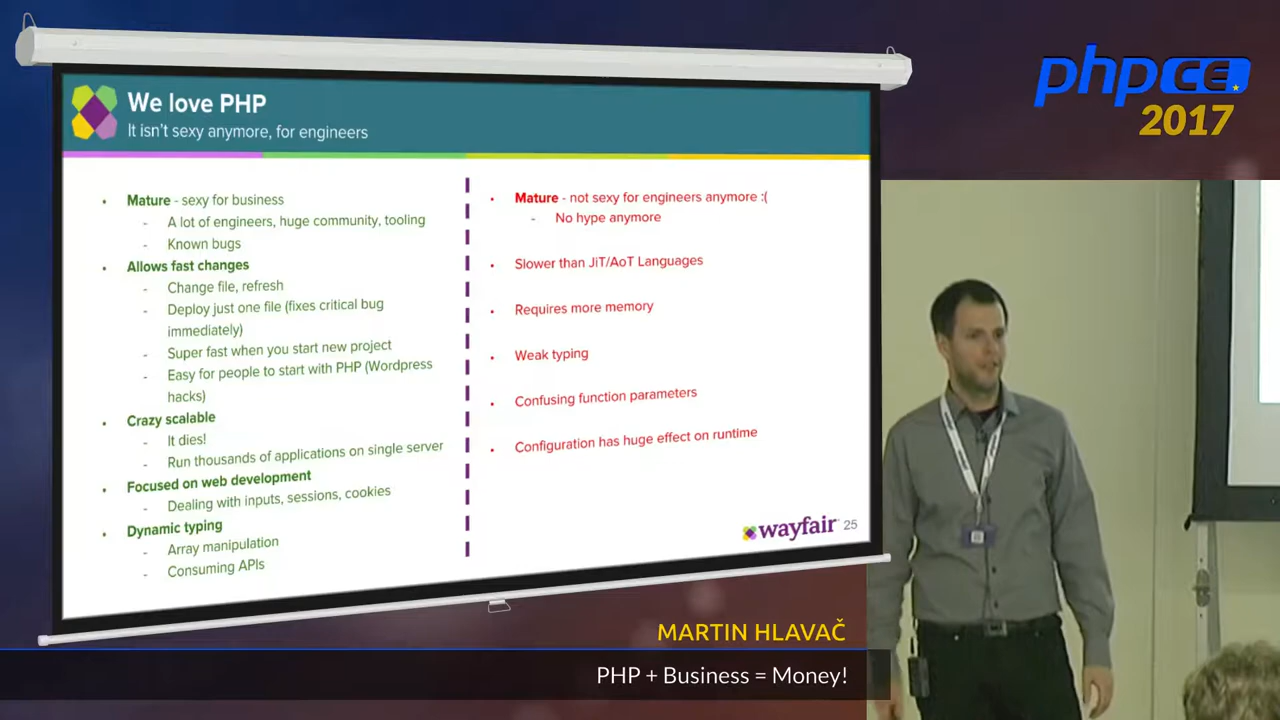 We love PHP
It isn't sexy anymore, for engineers
Mature - sexy for business
- A lot of engineers, huge community, tooling
- Known bugs
Allows fast changes
- Change file, refresh
- Deploy just one file (fixes critical bug
immediately)
- Super fast when you start new project
- Easy for people to start with PHP (Wordpress
hacks)
Crazy scalable
- It dies!
- Run thousands of applications on single server
Focused on web development
- Dealing with inputs, sessions, cookies
Dynamic typing
- Array manipulation
- Consuming APIs
Mature - not sexy for engineers anymore :(
- No hype anymore
Slower than JiT/AoT Languages
Requires more memory
Weak typing
Confusing function parameters
Configuration has huge effect on runtime
wayfair 25
phpCE
2017
MARTIN HLAVAČ
PHP + Business = Money!